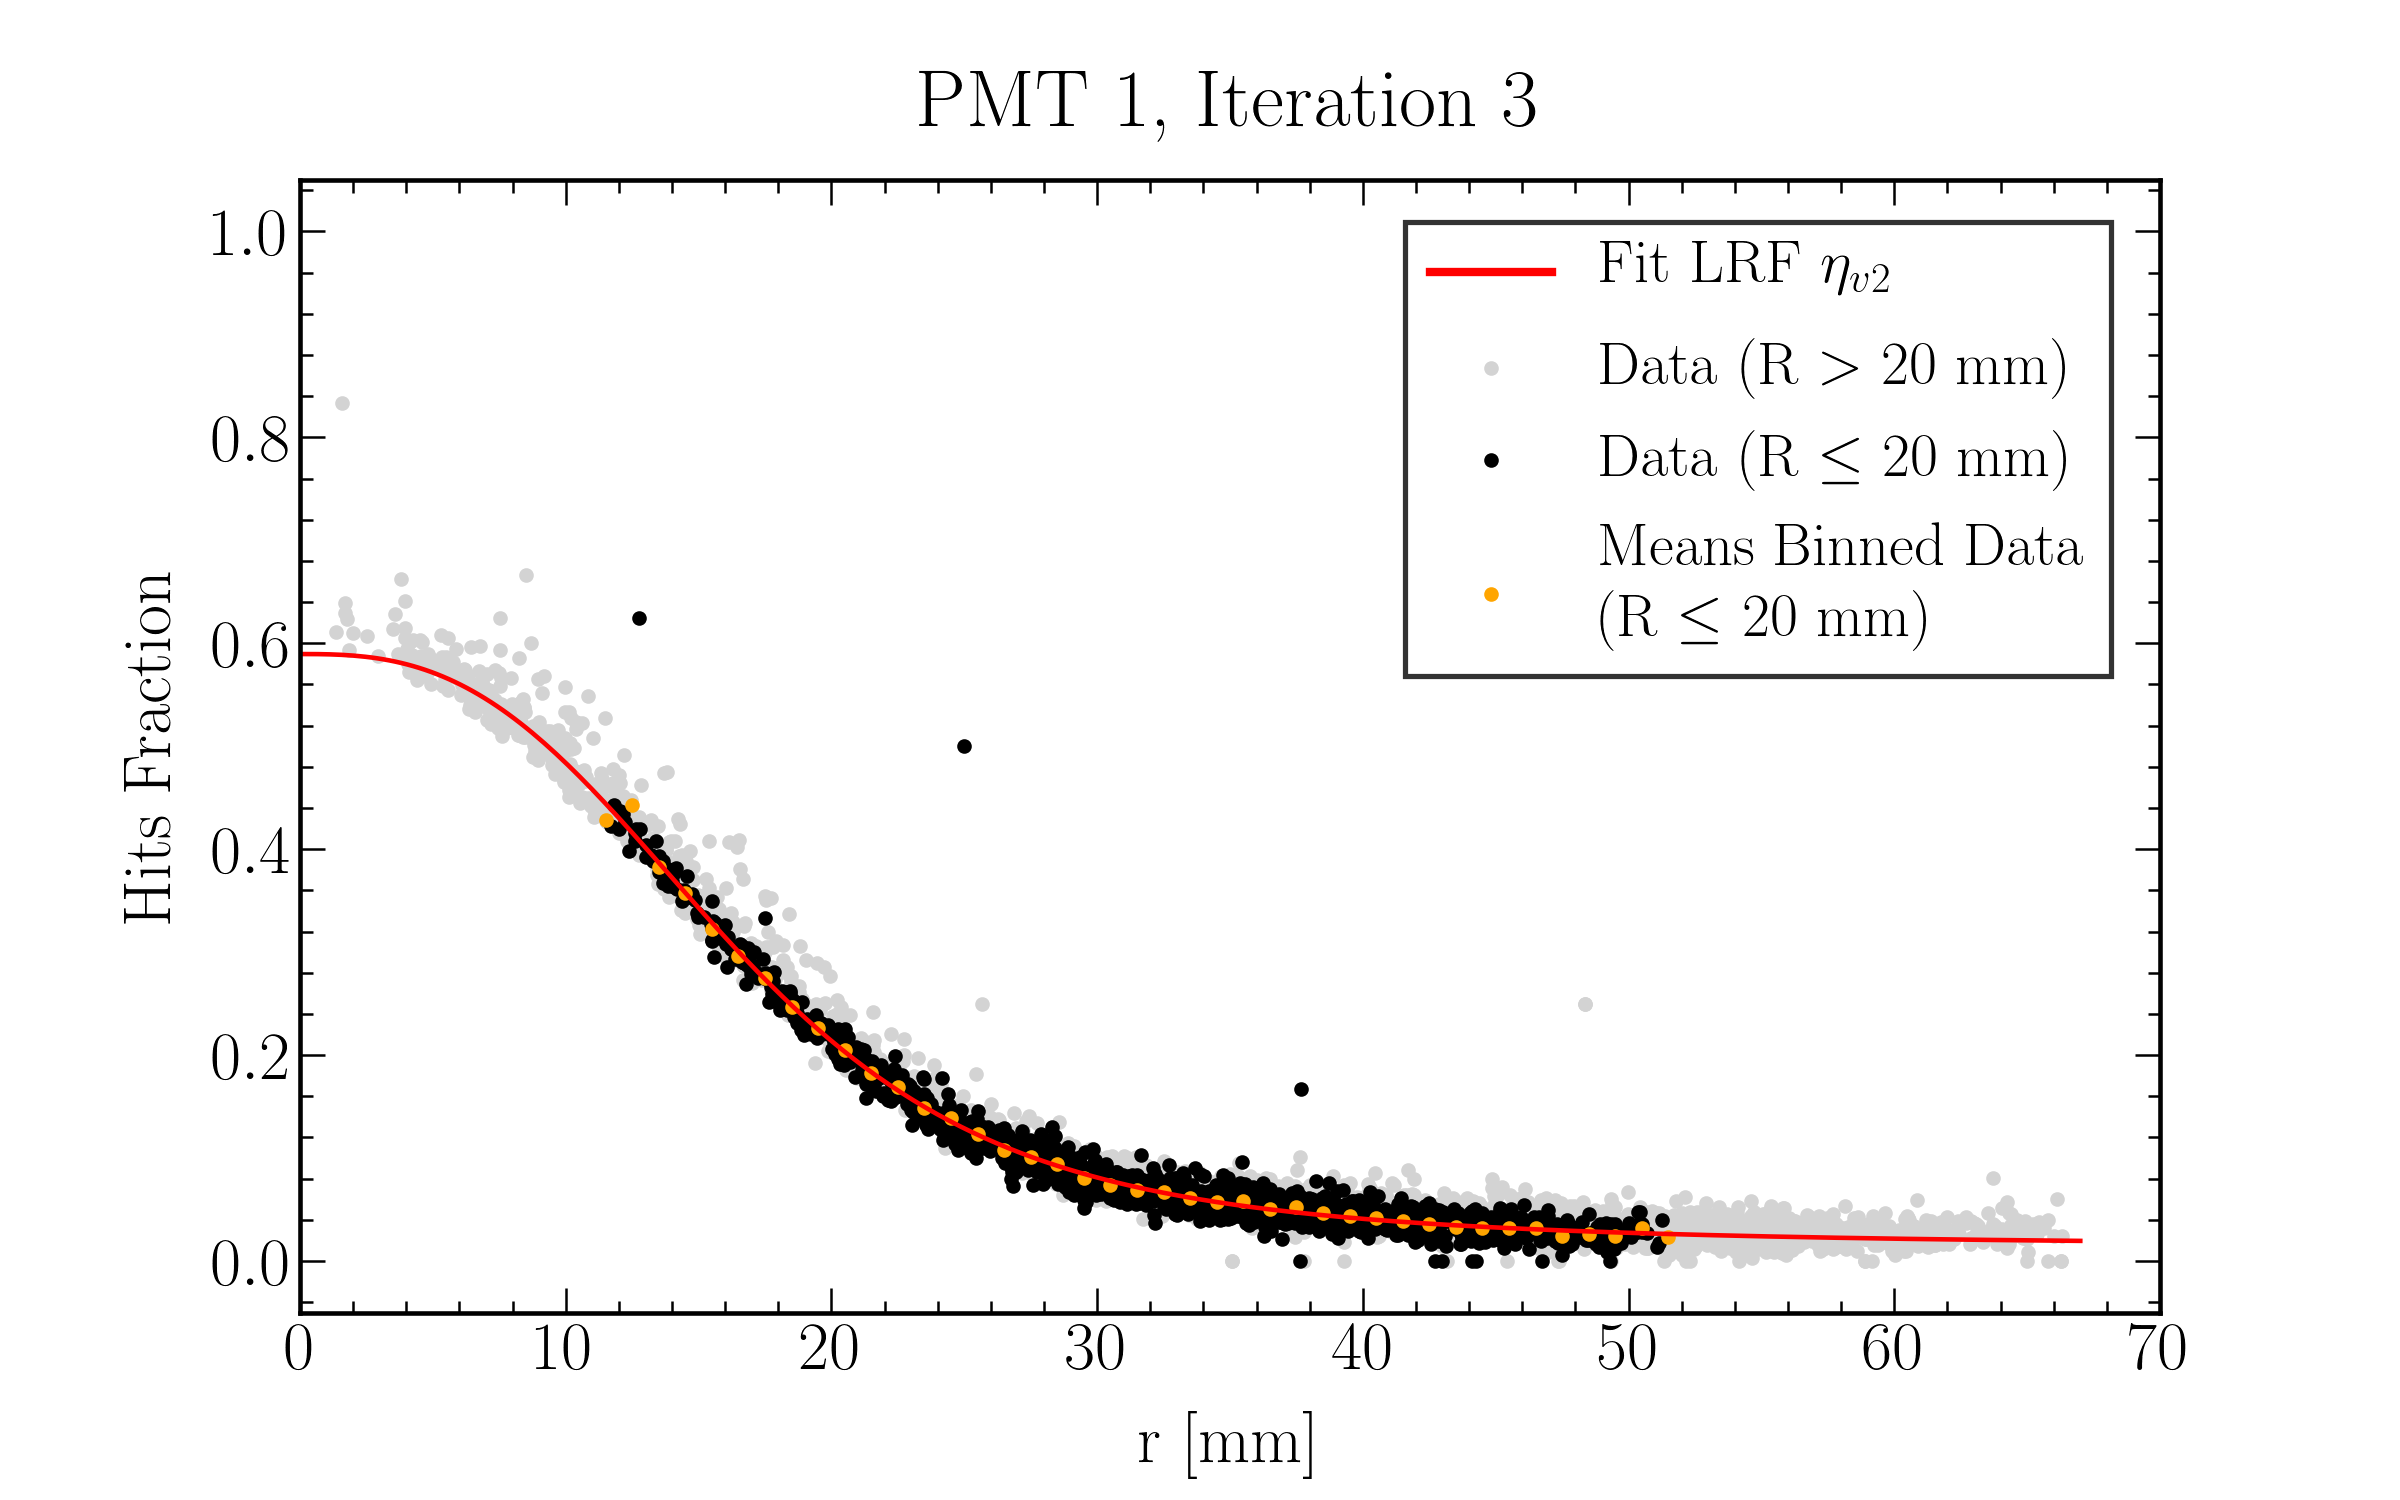 PMT 1, Iteration 3
Fit LRF ηv2
Data (R > 20 mm)
Data (R ≤ 20 mm)
Means Binned Data
(R ≤ 20 mm)
Hits Fraction
1.0
0.8
0.6
0.4
0.2
0.0
0 10 20 30 40 50 60 70
r [mm]